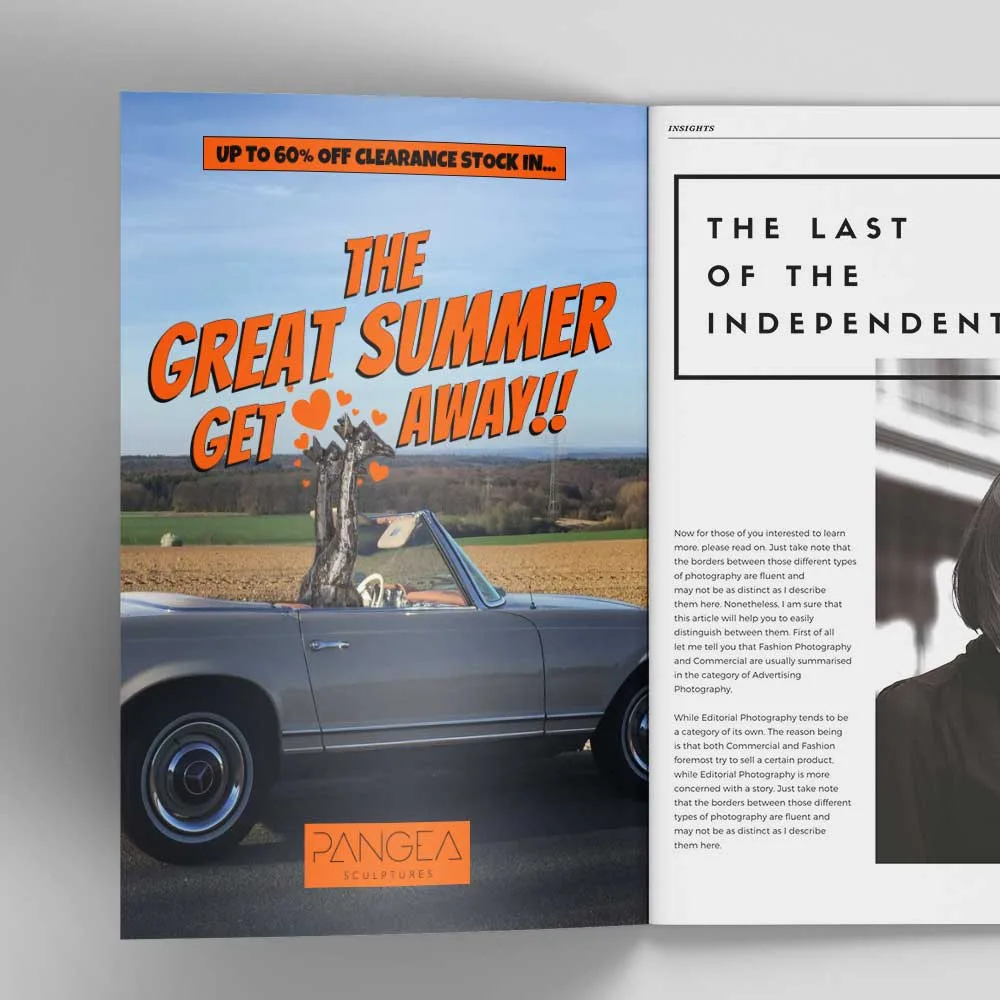 UP TO 60% OFF CLEARANCE STOCK IN...
THE
GREAT SUMMER
GET AWAY!!
PANGEA
SCULPTURES
INSIGHTS
THE LAST
OF THE
INDEPENDENT
Now for those of you interested to learn
more, please read on. Just take note that
the borders between those different types
of photography are fluent and
may not be as distinct as I describe
them here. Nonetheless, I am sure that
this article will help you to easily
distinguish between them. First of all
let me tell you that Fashion Photography
and Commercial are usually summarised
in the category of Advertising
Photography.
While Editorial Photography tends to be
a category of its own. The reason being
is that both Commercial and Fashion
foremost try to sell a certain product,
while Editorial Photography is more
concerned with a story. Just take note
that the borders between those different
types of photography are fluent and
may not be as distinct as I describe
them here.